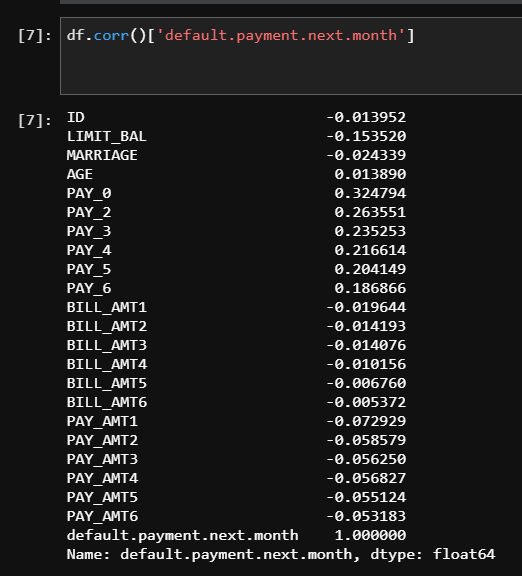 [7]: df.corr()['default.payment.next.month']
[7]: ID -0.013952
LIMIT_BAL -0.153520
MARRIAGE -0.024339
AGE 0.013890
PAY_0 0.324794
PAY_2 0.263551
PAY_3 0.235253
PAY_4 0.216614
PAY_5 0.204149
PAY_6 0.186866
BILL_AMT1 -0.019644
BILL_AMT2 -0.014193
BILL_AMT3 -0.014076
BILL_AMT4 -0.010156
BILL_AMT5 -0.006760
BILL_AMT6 -0.005372
PAY_AMT1 -0.072929
PAY_AMT2 -0.058579
PAY_AMT3 -0.056250
PAY_AMT4 -0.056827
PAY_AMT5 -0.055124
PAY_AMT6 -0.053183
default.payment.next.month 1.000000
Name: default.payment.next.month, dtype: float64